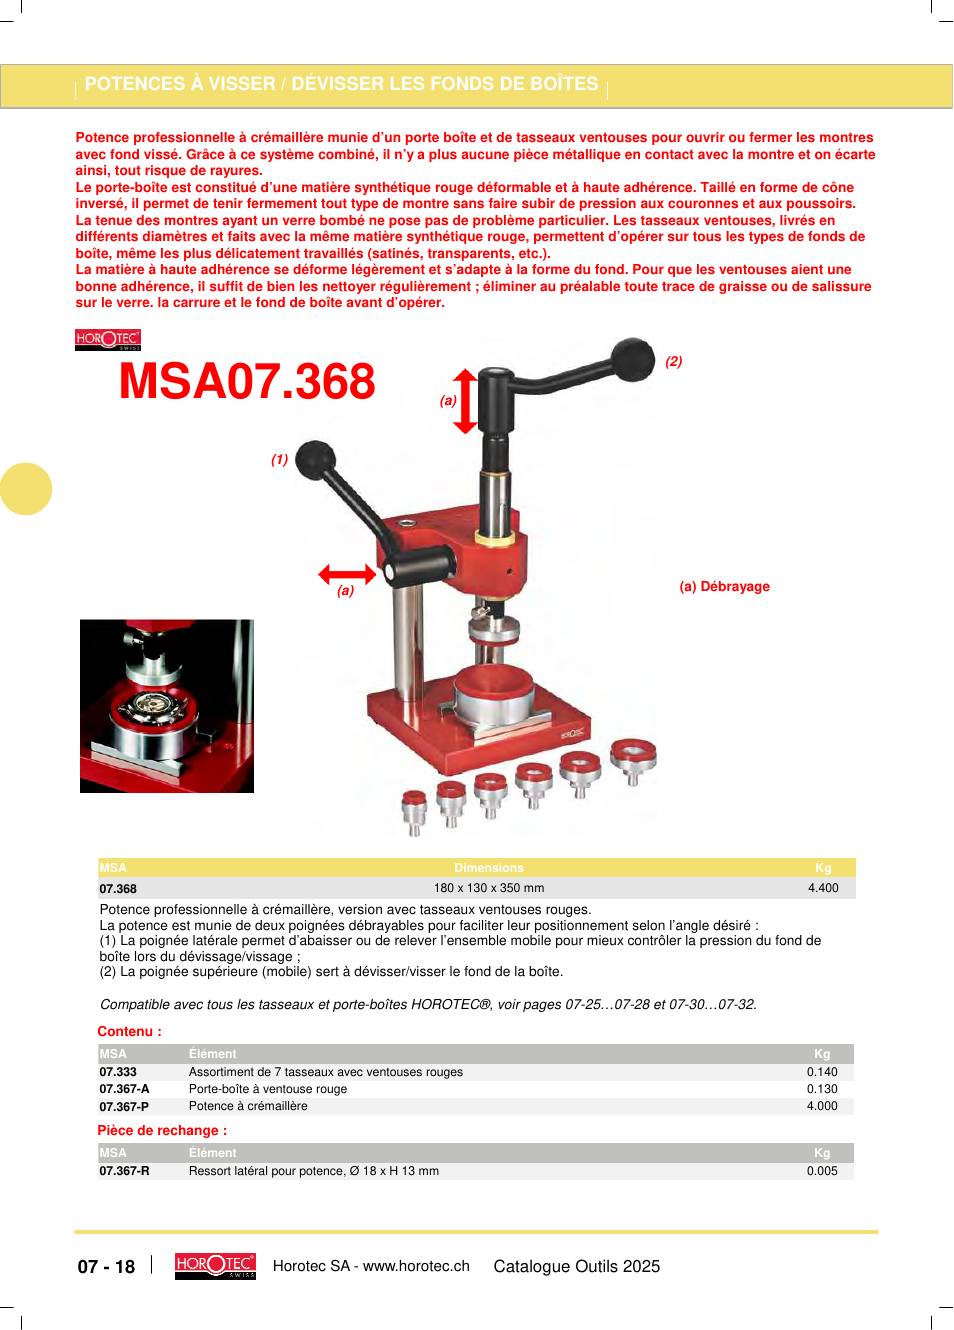 POTENCES À VISSER / DÉVISSER LES FONDS DE BOÎTES
Potence professionnelle à crémaillère munie d'un porte boîte et de tasseaux ventouses pour ouvrir ou fermer les montres
avec fond vissé. Grâce à ce système combiné, il n'y a plus aucune pièce métallique en contact avec la montre et on écarte
ainsi, tout risque de rayures.
Le porte-boîte est constitué d'une matière synthétique rouge déformable et à haute adhérence. Taillé en forme de cône
inversé, il permet de tenir fermement tout type de montre sans faire subir de pression aux couronnes et aux poussoirs.
La tenue des montres ayant un verre bombé ne pose pas de problème particulier. Les tasseaux ventouses, livrés en
différents diamètres et faits avec la même matière synthétique rouge, permettent d'opérer sur tous les types de fonds de
boîte, même les plus délicatement travaillés (satinés, transparents, etc.).
La matière à haute adhérence se déforme légèrement et s'adapte à la forme du fond. Pour que les ventouses aient une
bonne adhérence, il suffit de bien les nettoyer régulièrement ; éliminer au préalable toute trace de graisse ou de salissure
sur le verre. la carrure et le fond de boîte avant d'opérer.
HOROTEC
SWISS
MSA07.368
(2)
(a)
(1)
(a)
(a) Débrayage
HOROTEC
MSA Dimensions Kg
07.368 180 x 130 x 350 mm 4.400
Potence professionnelle à crémaillère, version avec tasseaux ventouses rouges.
La potence est munie de deux poignées débrayables pour faciliter leur positionnement selon l'angle désiré :
(1) La poignée latérale permet d'abaisser ou de relever l'ensemble mobile pour mieux contrôler la pression du fond de
boîte lors du dévissage/vissage ;
(2) La poignée supérieure (mobile) sert à dévisser/visser le fond de la boîte.
Compatible avec tous les tasseaux et porte-boîtes HOROTEC®, voir pages 07-25…07-28 et 07-30…07-32.
Contenu :
MSA Élément Kg
07.333 Assortiment de 7 tasseaux avec ventouses rouges 0.140
07.367-A Porte-boîte à ventouse rouge 0.130
07.367-P Potence à crémaillère 4.000
Pièce de rechange :
MSA Élément Kg
07.367-R Ressort latéral pour potence, Ø 18 x H 13 mm 0.005
07 - 18
HOROTEC
SWISS
Horotec SA - www.horotec.ch Catalogue Outils 2025